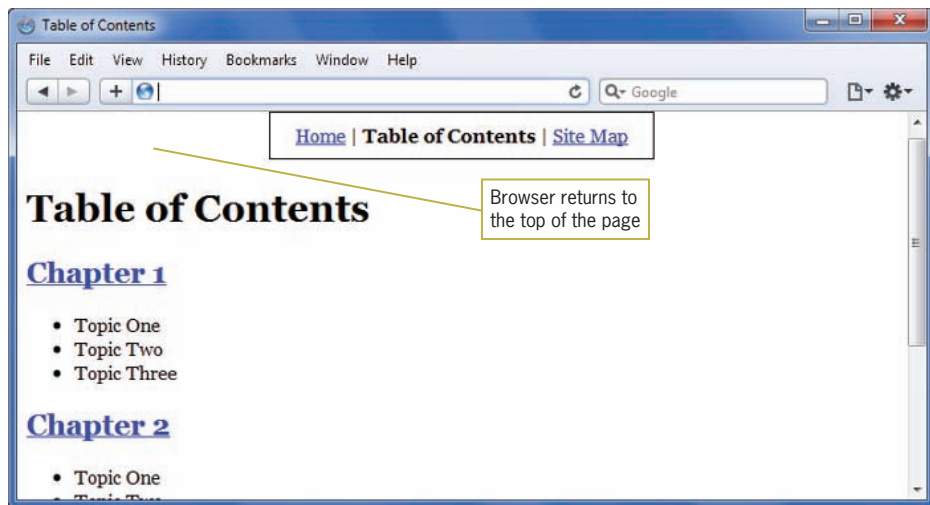 Table of Contents
File Edit View History Bookmarks Window Help
Google
Home | Table of Contents | Site Map
Browser returns to
the top of the page
Table of Contents
Chapter 1
• Topic One
• Topic Two
• Topic Three
Chapter 2
• Topic One